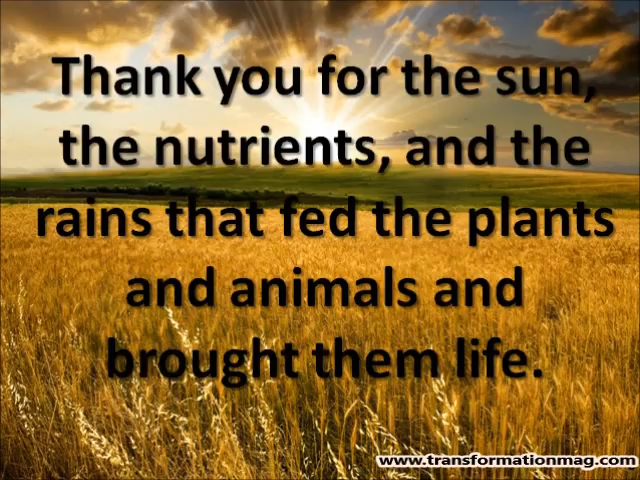 Thank you for the sun,
the nutrients, and the
rains that fed the plants
and animals and
brought them life.
www.transformationmag.com